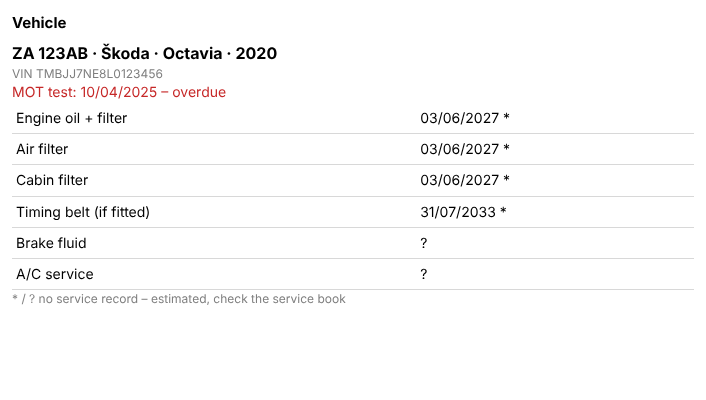 Vehicle
ZA 123AB · Škoda · Octavia · 2020
VIN TMBJJ7NE8L0123456
MOT test: 10/04/2025 – overdue
Engine oil + filter 03/06/2027 *
Air filter 03/06/2027 *
Cabin filter 03/06/2027 *
Timing belt (if fitted) 31/07/2033 *
Brake fluid ?
A/C service ?
* / ? no service record – estimated, check the service book